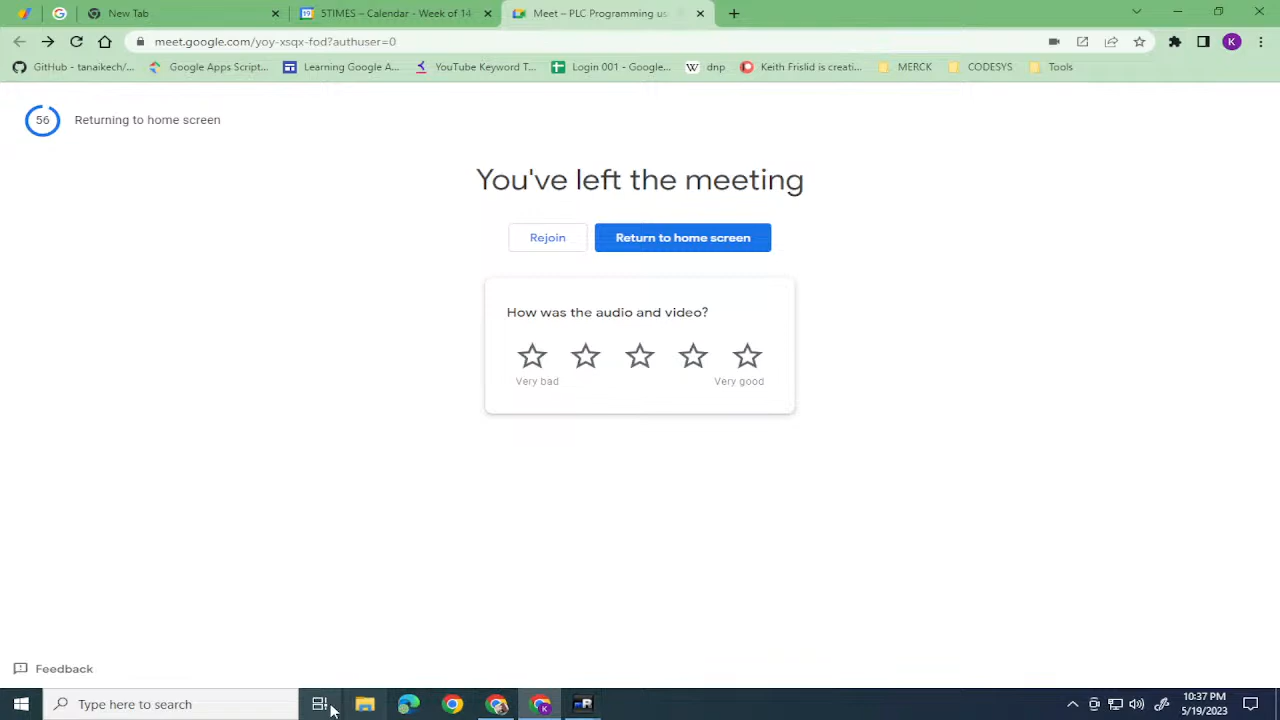 New Tab
5TIMES – Calendar - Week of 14
Meet – PLC Programming us
meet.google.com/yoy-xsqx-fod?authuser=0
K
GitHub - tanaikech/...
Google Apps Script...
Learning Google A...
YouTube Keyword T...
Login 001 - Google...
W dnp
Keith Frislid is creati...
MERCK
CODESYS
Tools
56 Returning to home screen
You've left the meeting
Rejoin
Return to home screen
How was the audio and video?
Very bad
Very good
Feedback
Type here to search
10:37 PM
5/19/2023